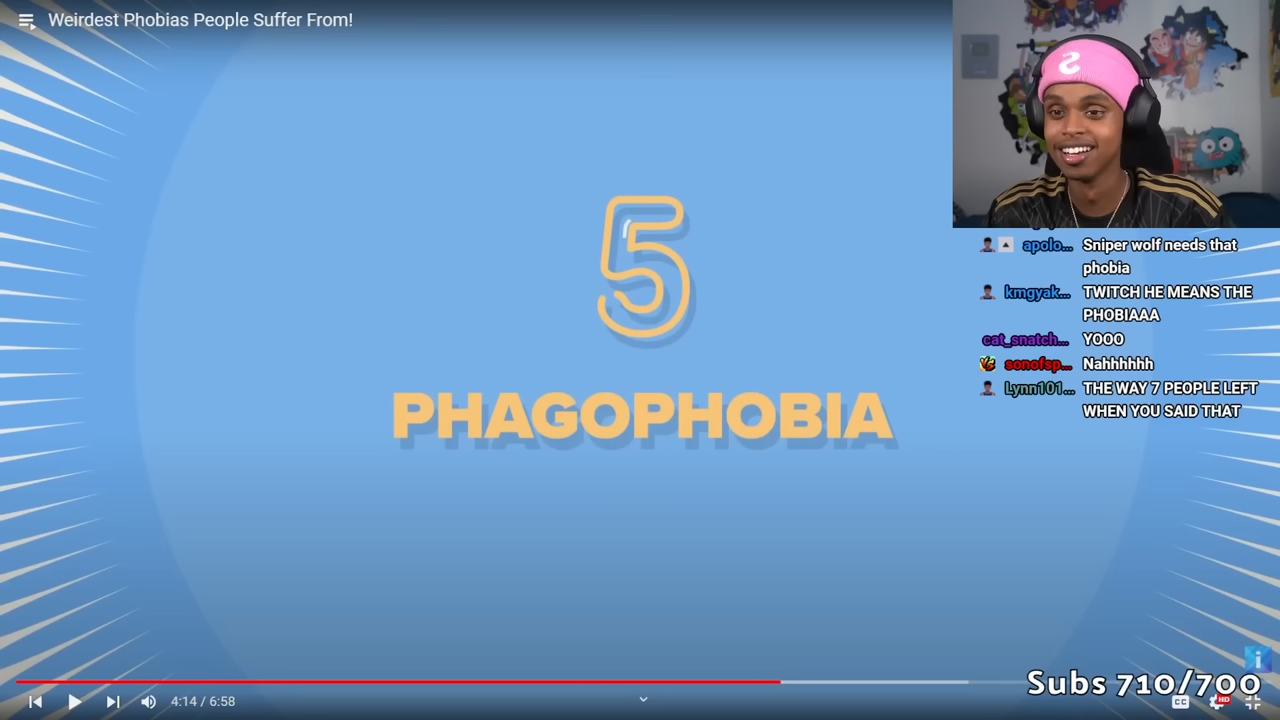 Weirdest Phobias People Suffer From!
5
PHAGOPHOBIA
apolo... Sniper wolf needs that
phobia
kmgyak... TWITCH HE MEANS THE
PHOBIAAA
cat_snatch... YOOO
sonofsp... Nahhhhhh
Lynn101... THE WAY 7 PEOPLE LEFT
WHEN YOU SAID THAT
Subs 710/700
4:14 / 6:58
CC
HD